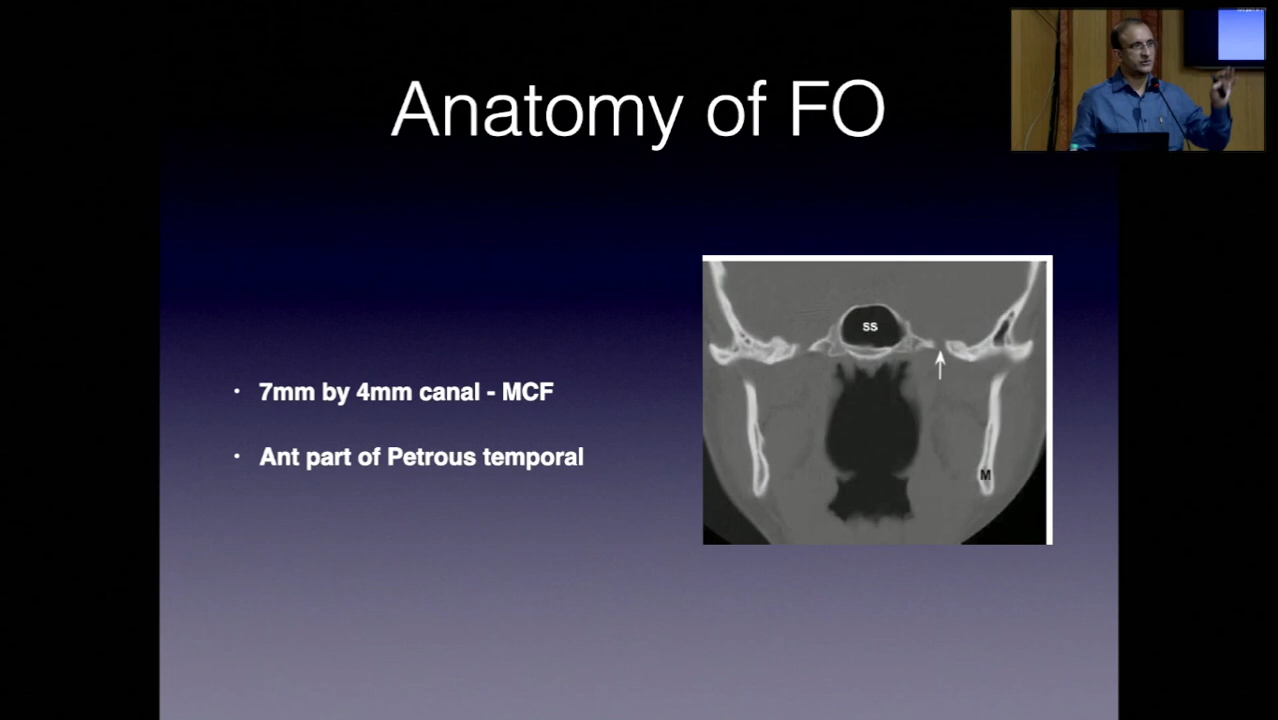 Anatomy of FO
• 7mm by 4mm canal - MCF
• Ant part of Petrous temporal
SS
M